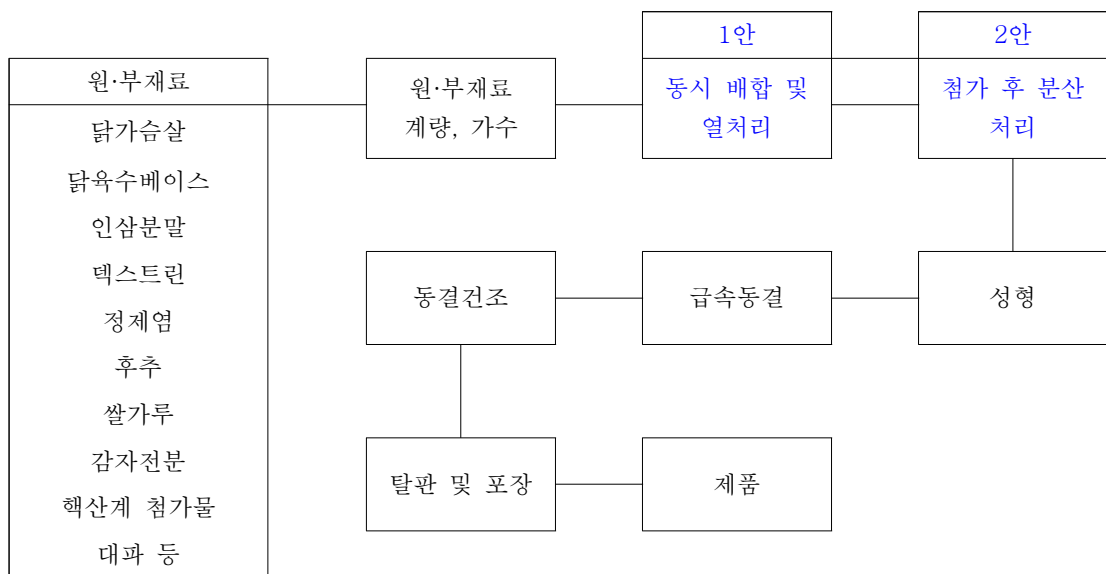 1안
2안
원·부재료
원·부재료
계량, 가수
동시 배합 및
열처리
첨가 후 분산
처리
닭가슴살
닭육수베이스
인삼분말
덱스트린
정제염
후추
쌀가루
감자전분
핵산계 첨가물
대파 등
동결건조
급속동결
성형
탈판 및 포장
제품